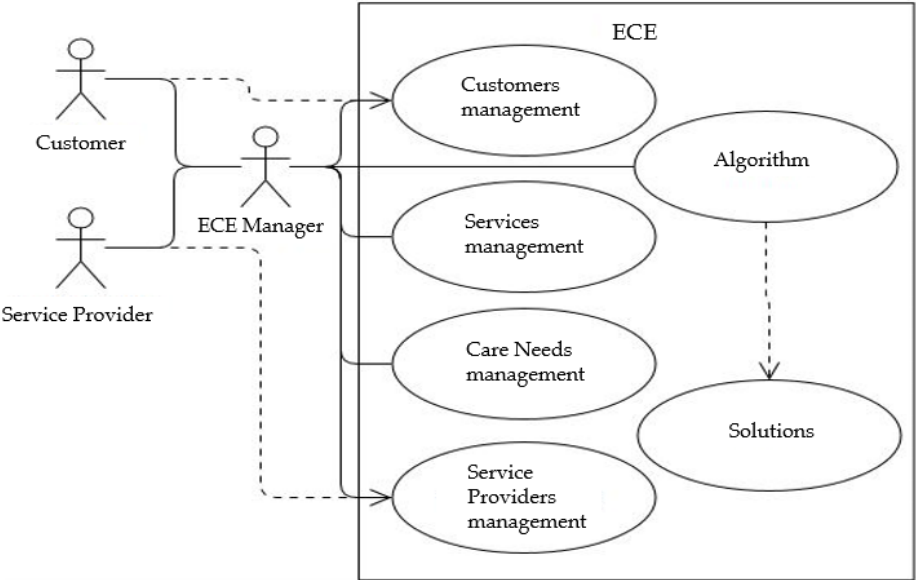 ECE
Customer
Service Provider
ECE Manager
Customers
management
Algorithm
Services
management
Care Needs
management
Solutions
Service
Providers
management